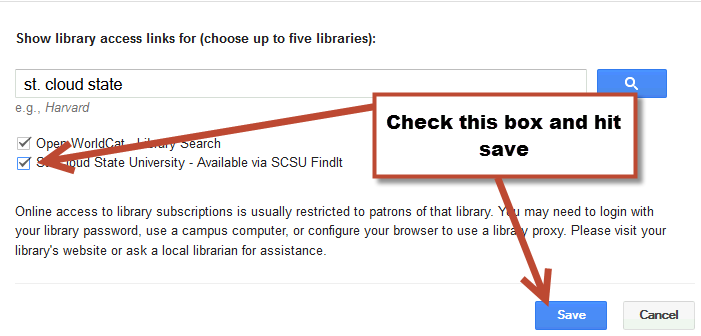 Show library access links for (choose up to five libraries):
st. cloud state
e.g., Harvard
Check this box and hit
save
Open WorldCat - Library Search
St. Cloud State University - Available via SCSU FindIt
Online access to library subscriptions is usually restricted to patrons of that library. You may need to login with
your library password, use a campus computer, or configure your browser to use a library proxy. Please visit your
library's website or ask a local librarian for assistance.
Save
Cancel